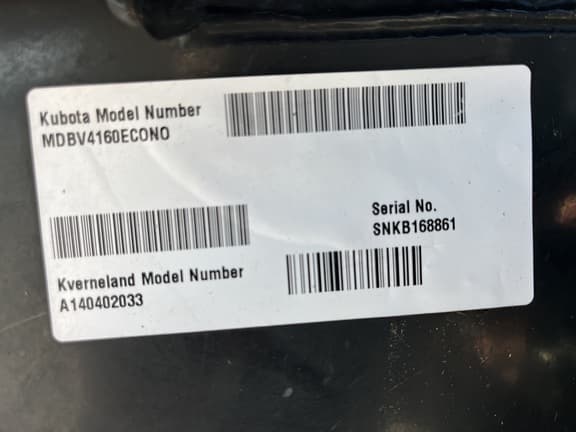 Kubota Model Number
MDBV4160ECONO
Serial No.
SNKB168861
Kverneland Model Number
A140402033